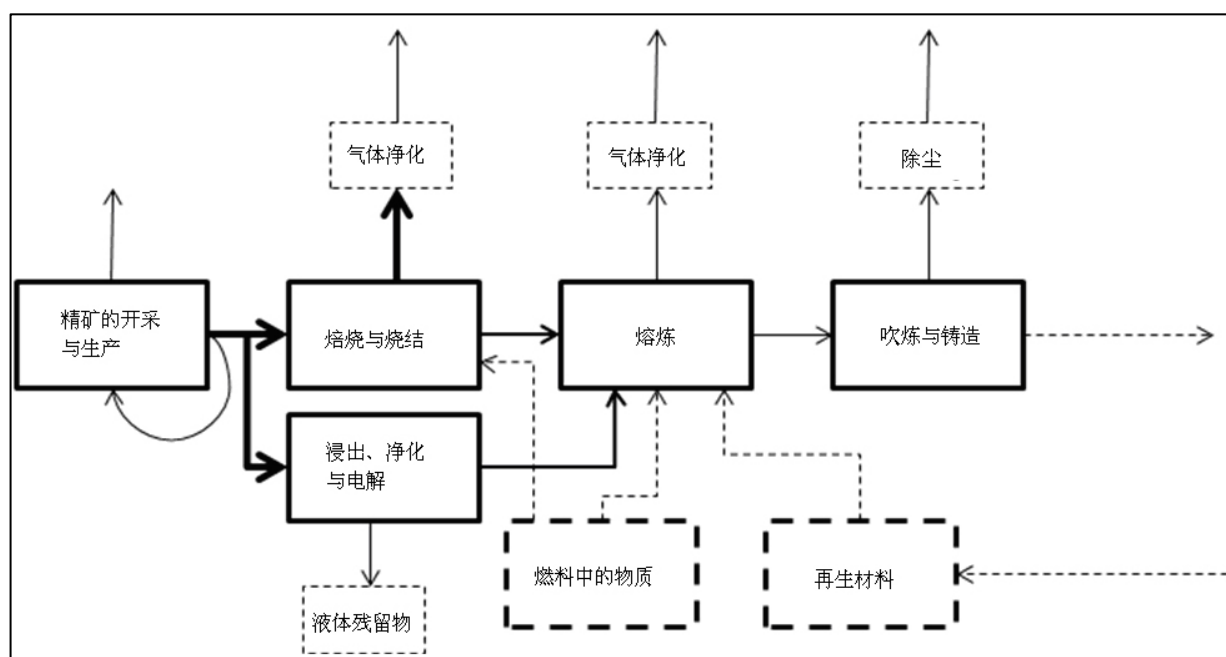 气体净化
气体净化
除尘
精矿的开采
与生产
焙烧与烧结
熔炼
吹炼与铸造
浸出、净化
与电解
燃料中的物质
再生材料
液体残留物